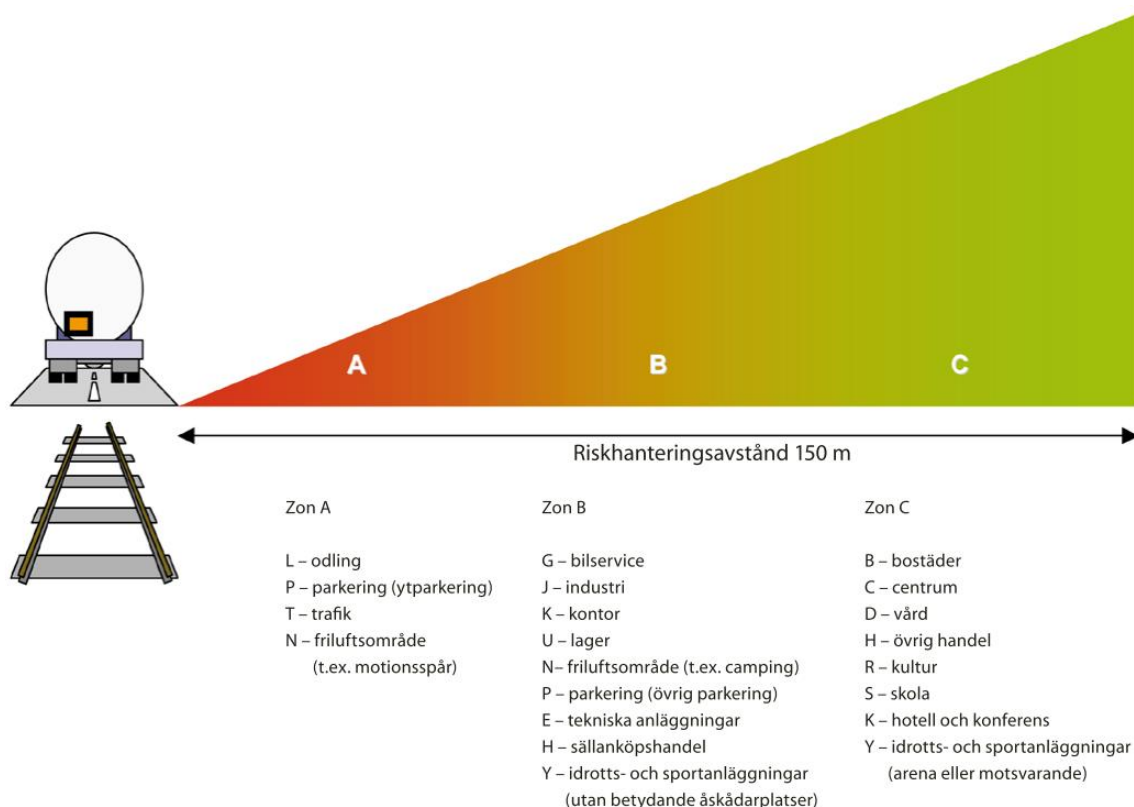 A
B
C
Riskhanteringsavstånd 150 m
Zon A
L – odling
P – parkering (ytparkering)
T – trafik
N – friluftsområde
(t.ex. motionsspår)
Zon B
G – bilservice
J – industri
K – kontor
U – lager
N– friluftsområde (t.ex. camping)
P – parkering (övrig parkering)
E – tekniska anläggningar
H – sällanköpshandel
Y – idrotts- och sportanläggningar
(utan betydande åskådarplatser)
Zon C
B – bostäder
C – centrum
D – vård
H – övrig handel
R – kultur
S – skola
K – hotell och konferens
Y – idrotts- och sportanläggningar
(arena eller motsvarande)